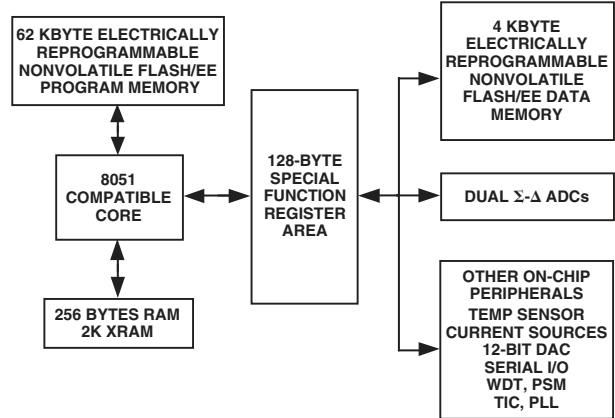 62 KBYTE ELECTRICALLY
REPROGRAMMABLE
NONVOLATILE FLASH/EE
PROGRAM MEMORY
8051
COMPATIBLE
CORE
256 BYTES RAM
2K XRAM
128-BYTE
SPECIAL
FUNCTION
REGISTER
AREA
4 KBYTE
ELECTRICALLY
REPROGRAMMABLE
NONVOLATILE
FLASH/EE DATA
MEMORY
DUAL Σ-Δ ADCs
OTHER ON-CHIP
PERIPHERALS
TEMP SENSOR
CURRENT SOURCES
12-BIT DAC
SERIAL I/O
WDT, PSM
TIC, PLL